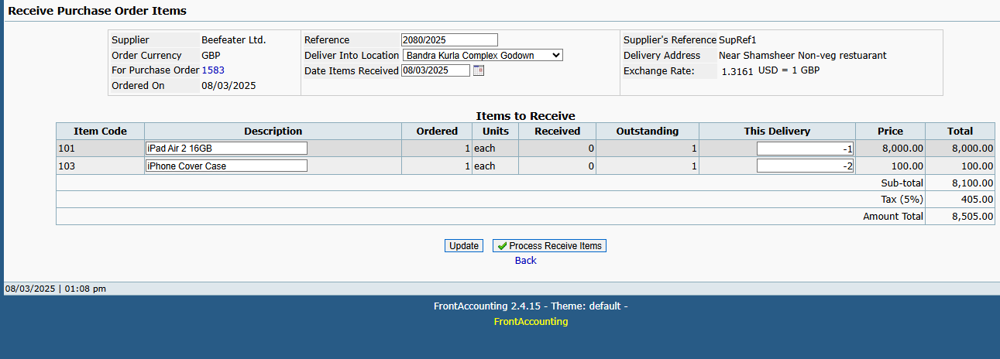 Receive Purchase Order Items
Supplier Beefeater Ltd. Reference 2080/2025 Supplier's Reference SupRef1
Order Currency GBP Deliver Into Location Bandra Kurla Complex Godown Delivery Address Near Shamsheer Non-veg restuarant
For Purchase Order 1583 Date Items Received 08/03/2025 Exchange Rate: 1.3161 USD = 1 GBP
Ordered On 08/03/2025
Items to Receive
Item Code Description Ordered Units Received Outstanding This Delivery Price Total
101 iPad Air 2 16GB 1 each 0 1 -1 8,000.00 8,000.00
103 iPhone Cover Case 1 each 0 1 -2 100.00 100.00
Sub-total 8,100.00
Tax (5%) 405.00
Amount Total 8,505.00
Update Process Receive Items
Back
08/03/2025 | 01:08 pm
FrontAccounting 2.4.15 - Theme: default -
FrontAccounting